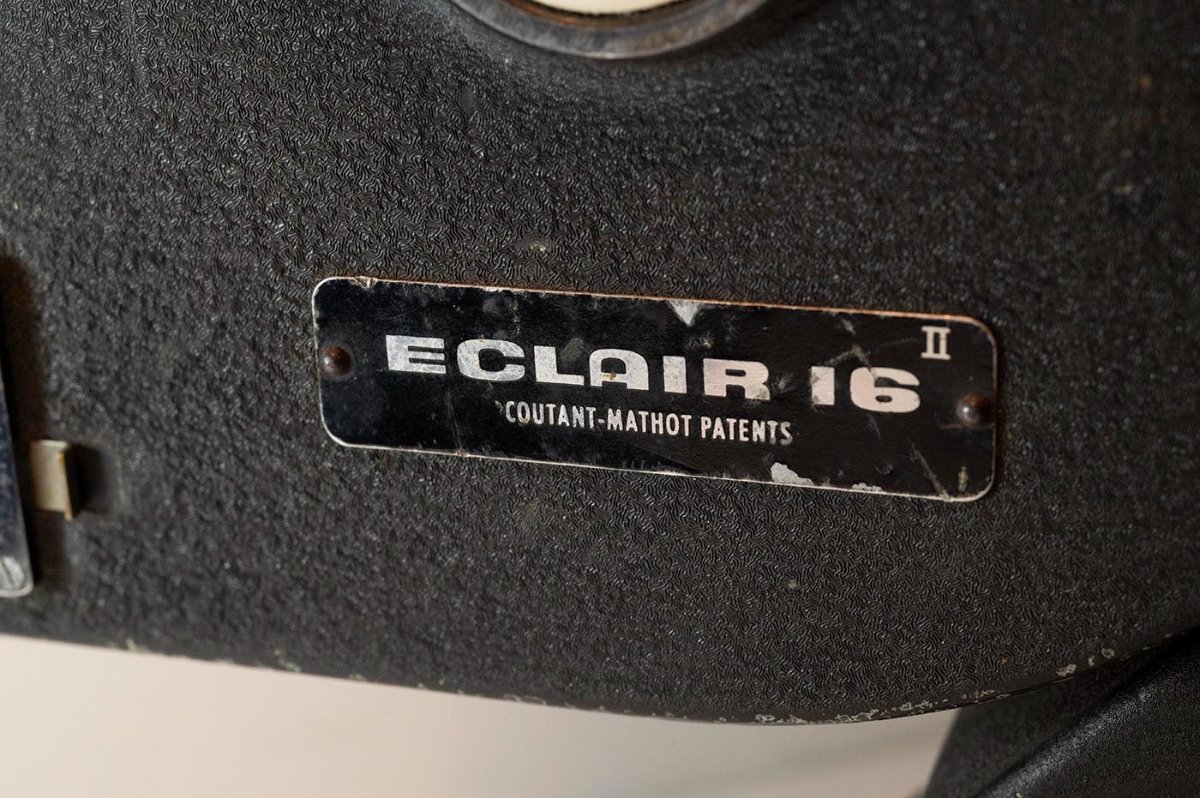 II
ECLAIR 16
COUTANT-MATHOT PATENTS